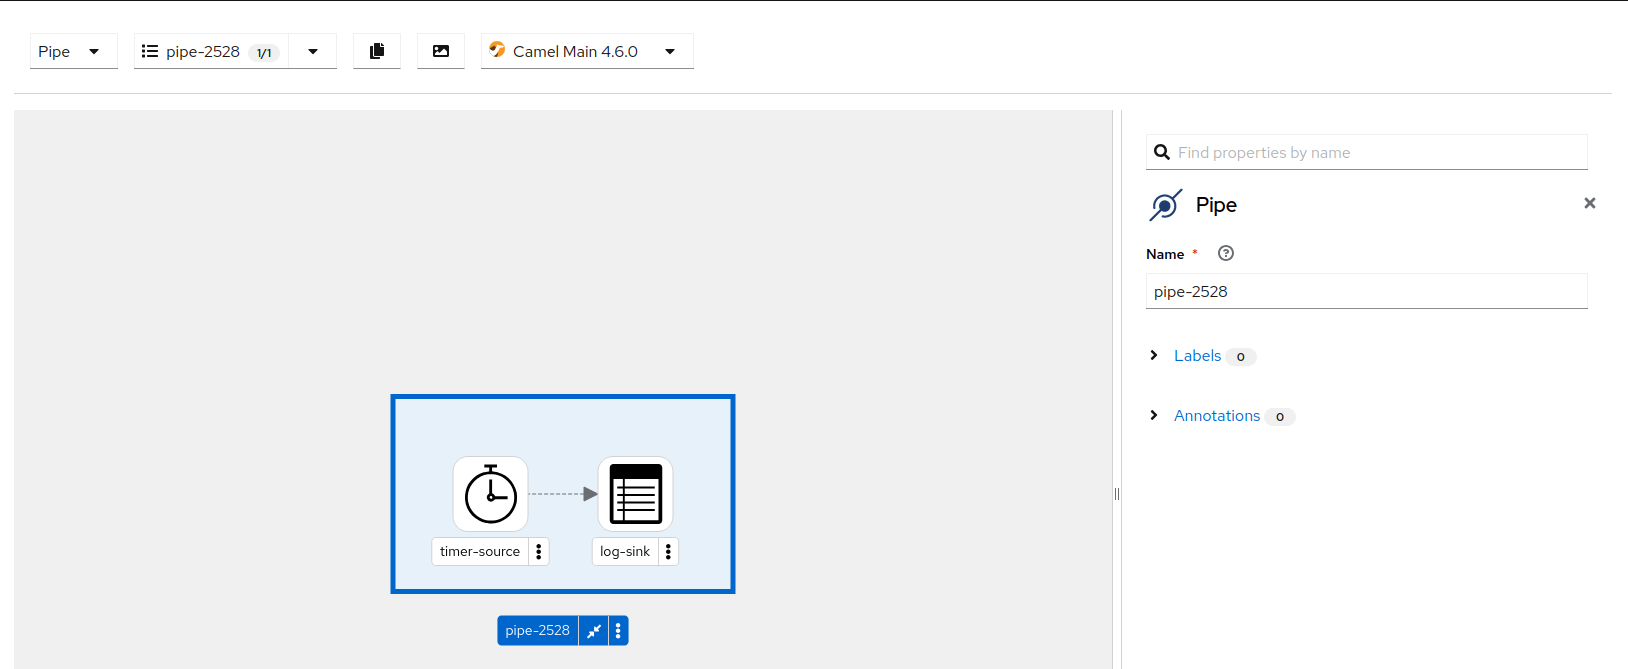 Pipe
pipe-2528 1/1
Camel Main 4.6.0
Find properties by name
Pipe
Name *
pipe-2528
Labels 0
Annotations 0
timer-source
log-sink
pipe-2528